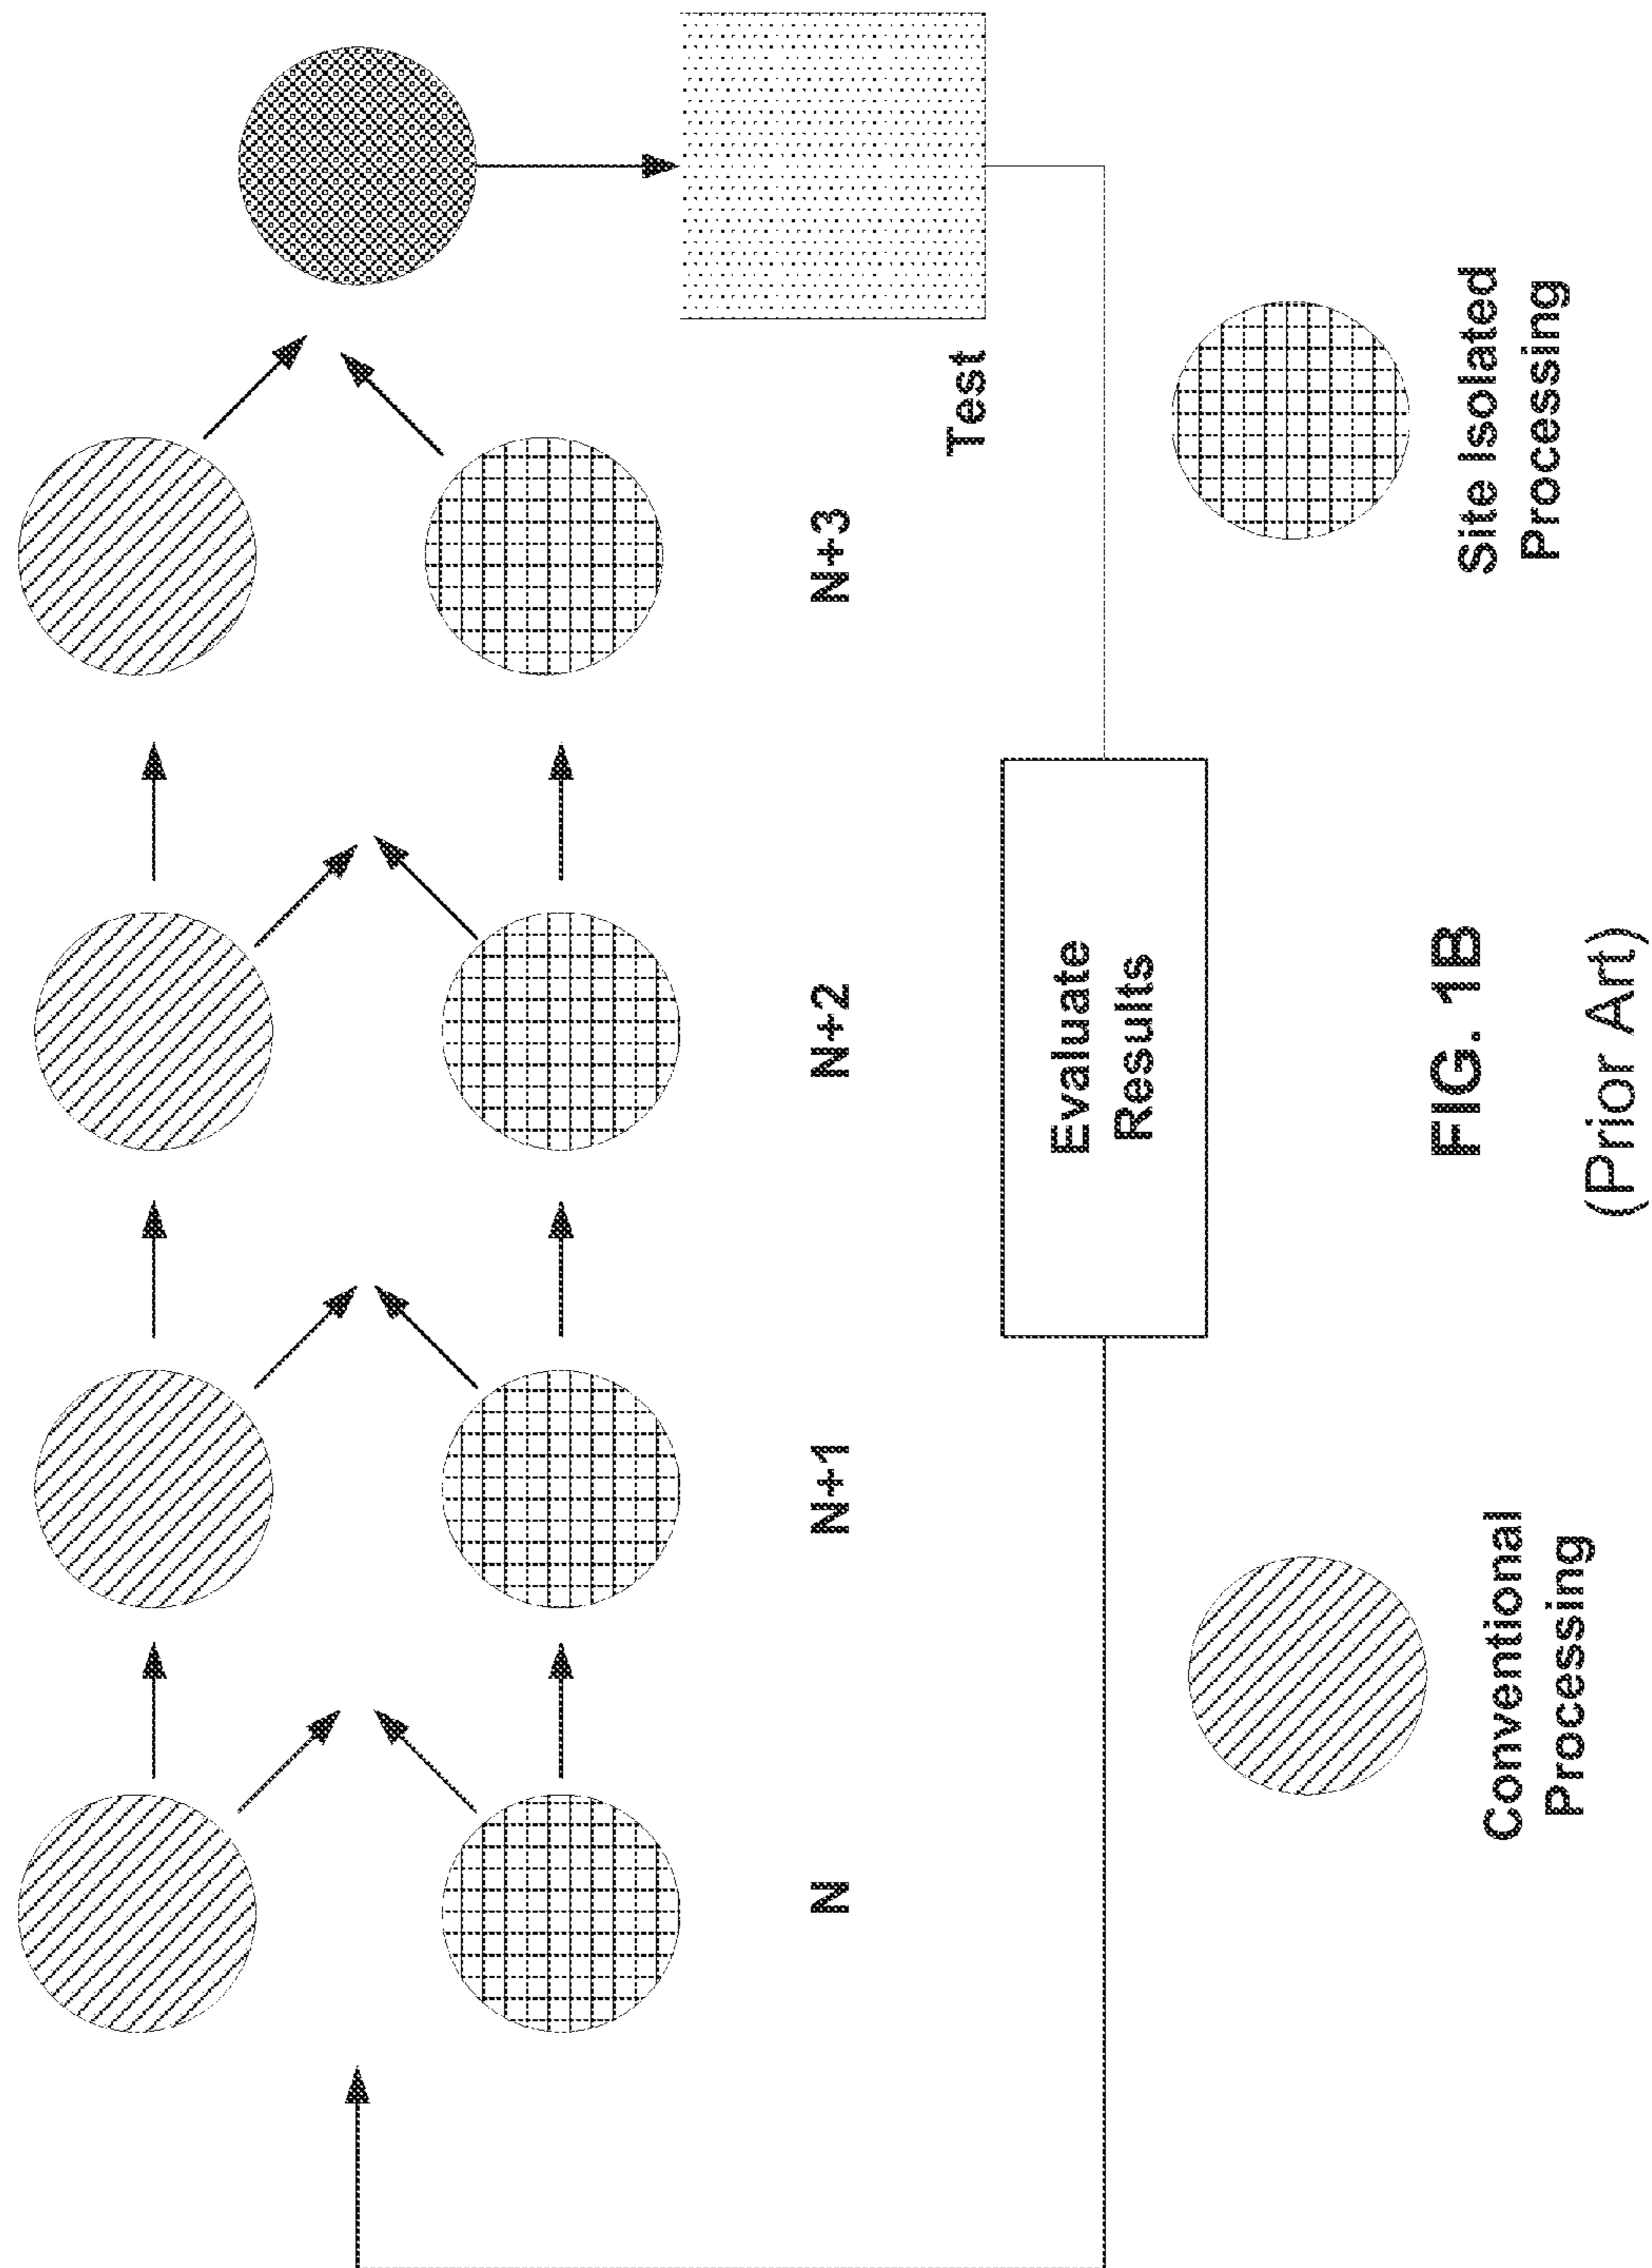 N
N+1
N+2
N+3
Test
Evaluate
Results
Conventional
Processing
Site Isolated
Processing
FIG. 1B
(Prior Art)